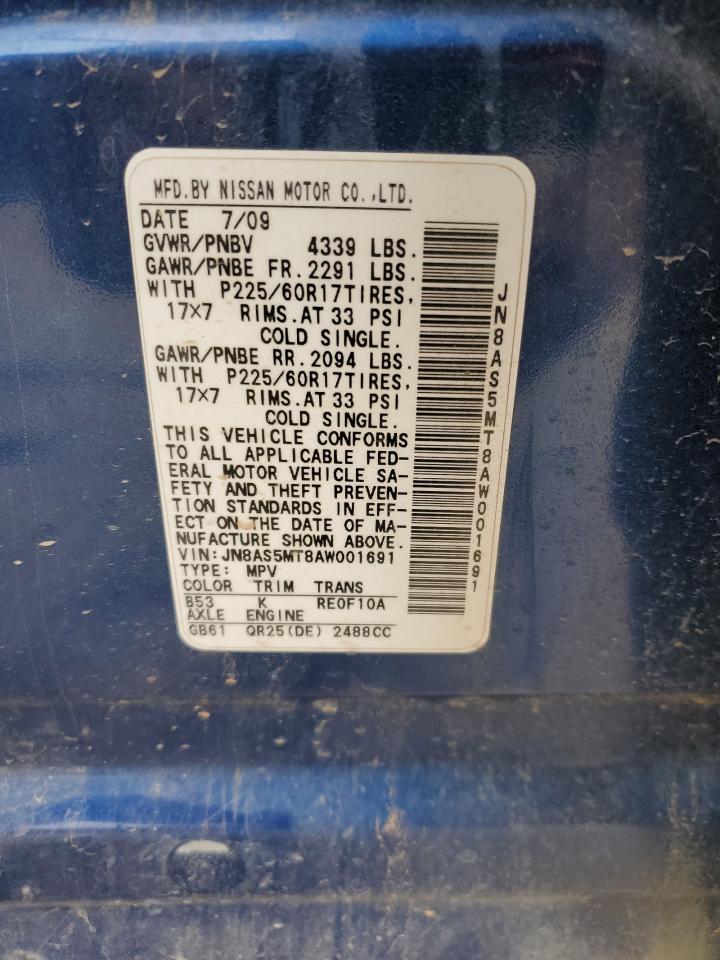 MFD.BY NISSAN MOTOR CO.,LTD.
DATE 7/09
GVWR/PNBV 4339 LBS.
GAWR/PNBE FR.2291 LBS.
WITH P225/60R17TIRES,
17×7 RIMS.AT 33 PSI
COLD SINGLE.
GAWR/PNBE RR.2094 LBS.
WITH P225/60R17TIRES,
17×7 RIMS.AT 33 PSI
COLD SINGLE.
THIS VEHICLE CONFORMS
TO ALL APPLICABLE FED-
ERAL MOTOR VEHICLE SA-
FETY AND THEFT PREVEN-
TION STANDARDS IN EFF-
ECT ON THE DATE OF MA-
NUFACTURE SHOWN ABOVE.
VIN:JN8AS5MT8AW001691
TYPE: MPV
COLOR TRIM TRANS
B53 K RE0F10A
AXLE ENGINE
GB61 QR25(DE) 2488CC
JN8AS5MT8AW001691